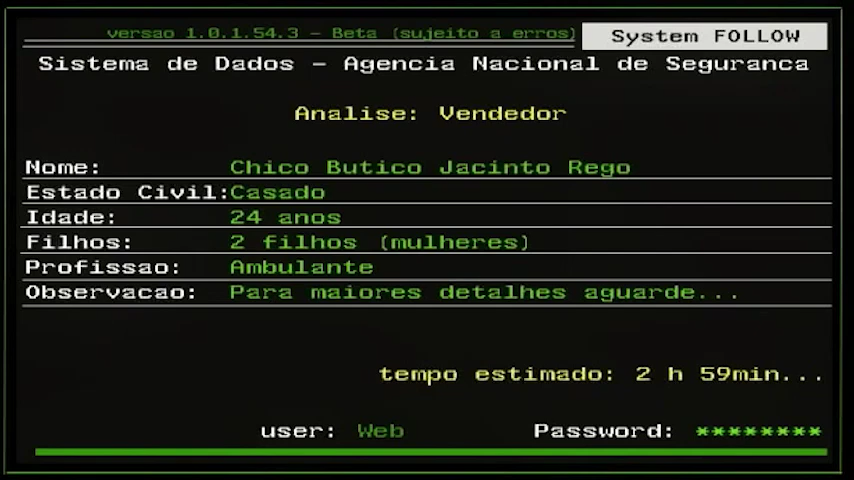 versao 1.0.1.54.3 - Beta (sujeito a erros)
System FOLLOW
Sistema de Dados - Agencia Nacional de Seguranca
Analise: Vendedor
Nome: Chico Butico Jacinto Rego
Estado Civil: Casado
Idade: 24 anos
Filhos: 2 filhos (mulheres)
Profissao: Ambulante
Observacao: Para maiores detalhes aguarde...
tempo estimado: 2 h 59min...
user: Web Password: ********